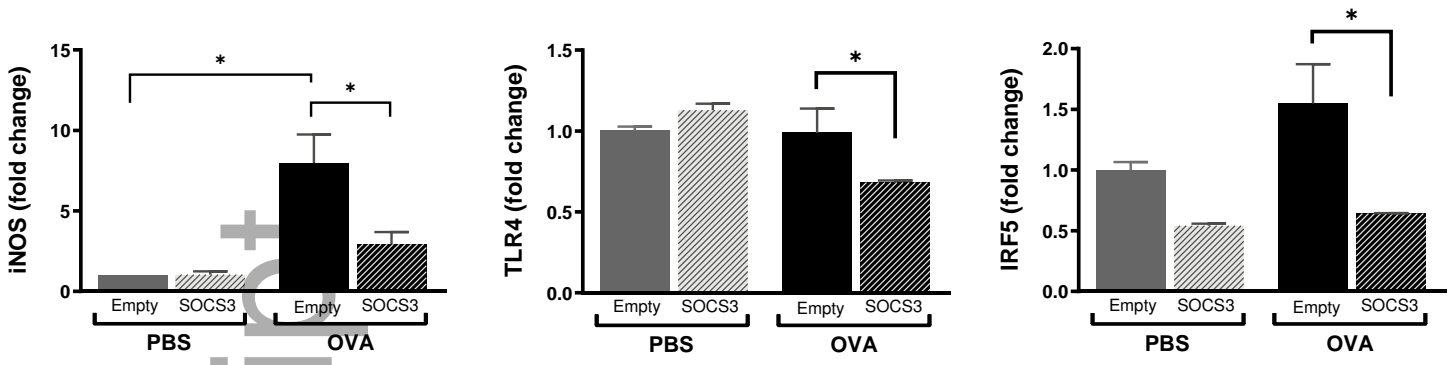 iNOS (fold change)
15
10
5
0
*
*
Empty SOCS3 Empty SOCS3
PBS OVA
TLR4 (fold change)
1.5
1.0
0.5
0.0
*
Empty SOCS3 Empty SOCS3
PBS OVA
IRF5 (fold change)
2.0
1.5
1.0
0.5
0.0
*
Empty SOCS3 Empty SOCS3
PBS OVA